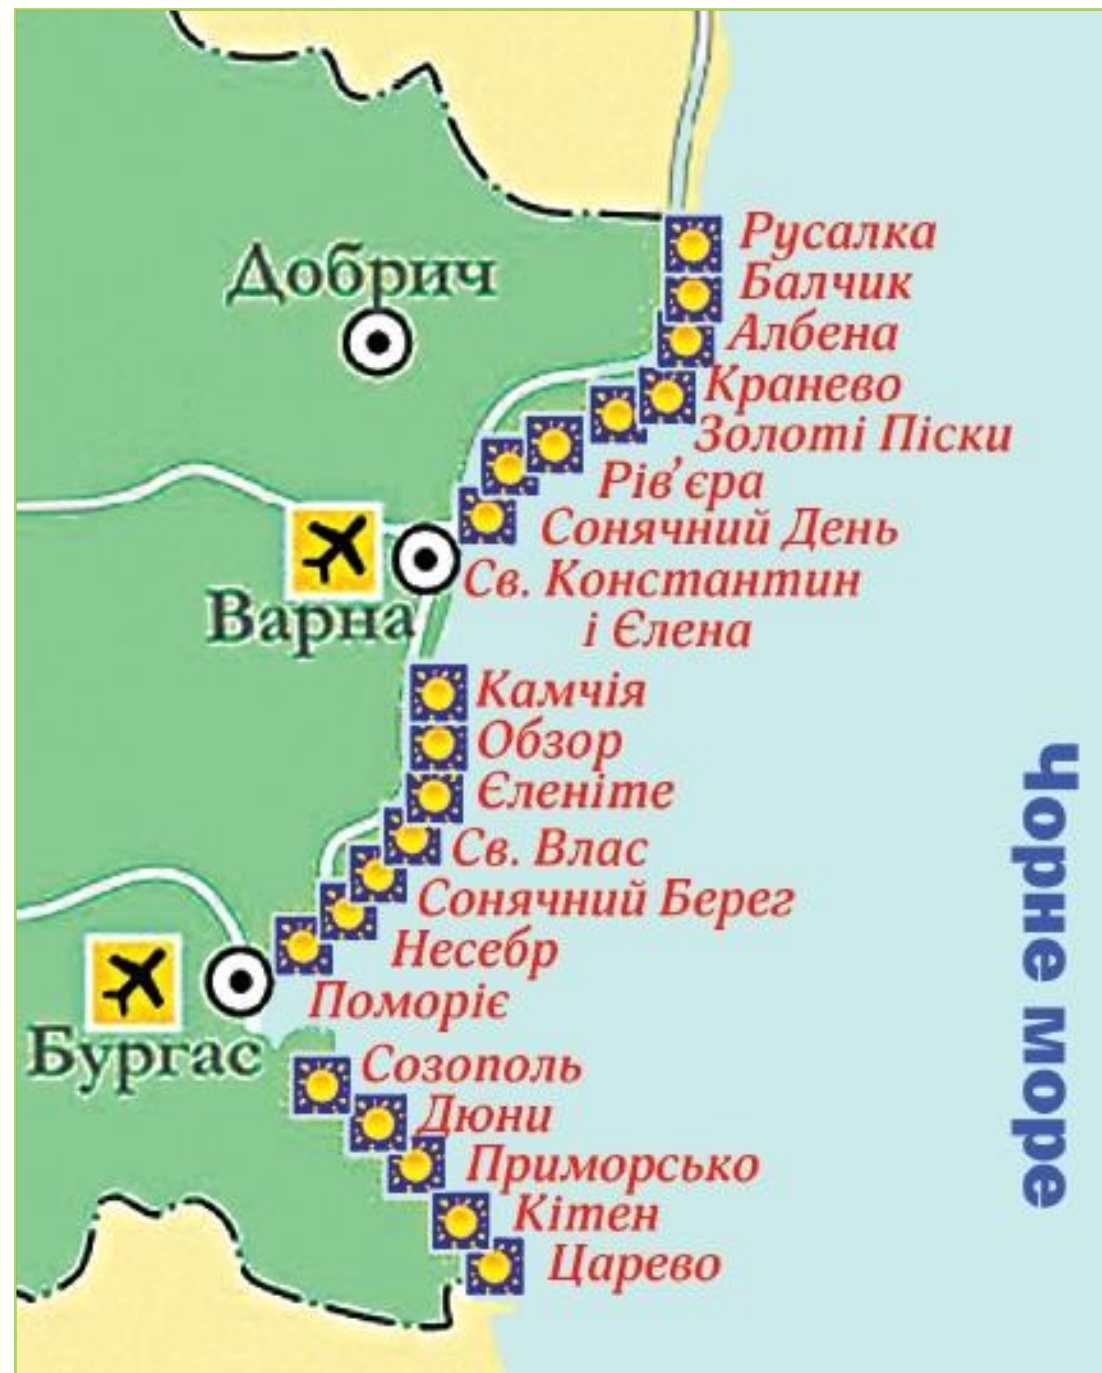 Русалка
Добрич
Балчик
Албена
Кранево
Золоті Піски
Рів’єра
Сонячний День
Св. Константин
і Єлена
Варна
Камчія
Обзор
Єленіте
Св. Влас
Сонячний Берег
Несебр
Поморіє
Бургас
Созополь
Дюни
Приморсько
Кітен
Царево
Чорне море